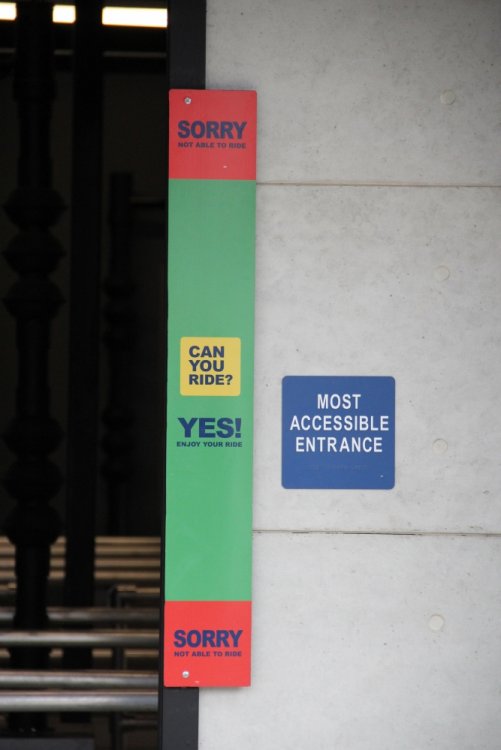 SORRY
NOT ABLE TO RIDE
CAN
YOU
RIDE?
YES!
ENJOY YOUR RIDE
MOST
ACCESSIBLE
ENTRANCE
SORRY
NOT ABLE TO RIDE